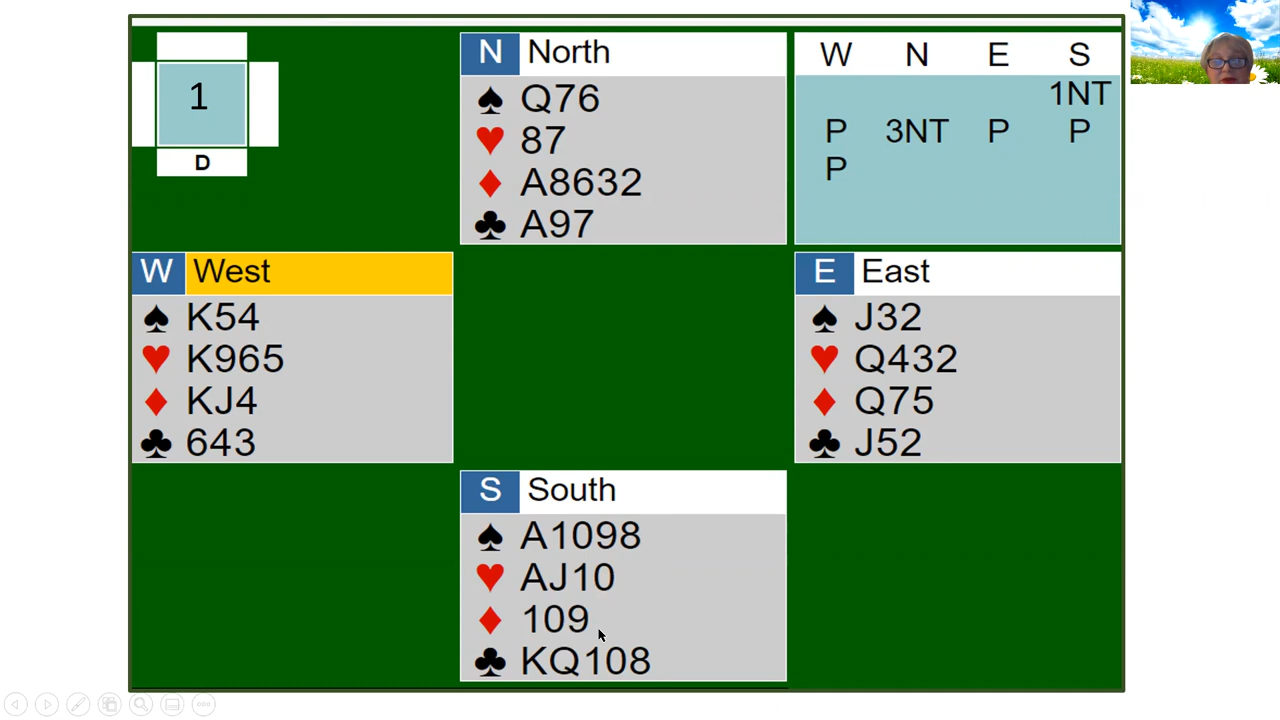 1
D
N North
♠ Q76
♥ 87
♦ A8632
♣ A97
W N E S
1NT
P 3NT P P
P
W West
♠ K54
♥ K965
♦ KJ4
♣ 643
E East
♠ J32
♥ Q432
♦ Q75
♣ J52
S South
♠ A1098
♥ AJ10
♦ 109
♣ KQ108